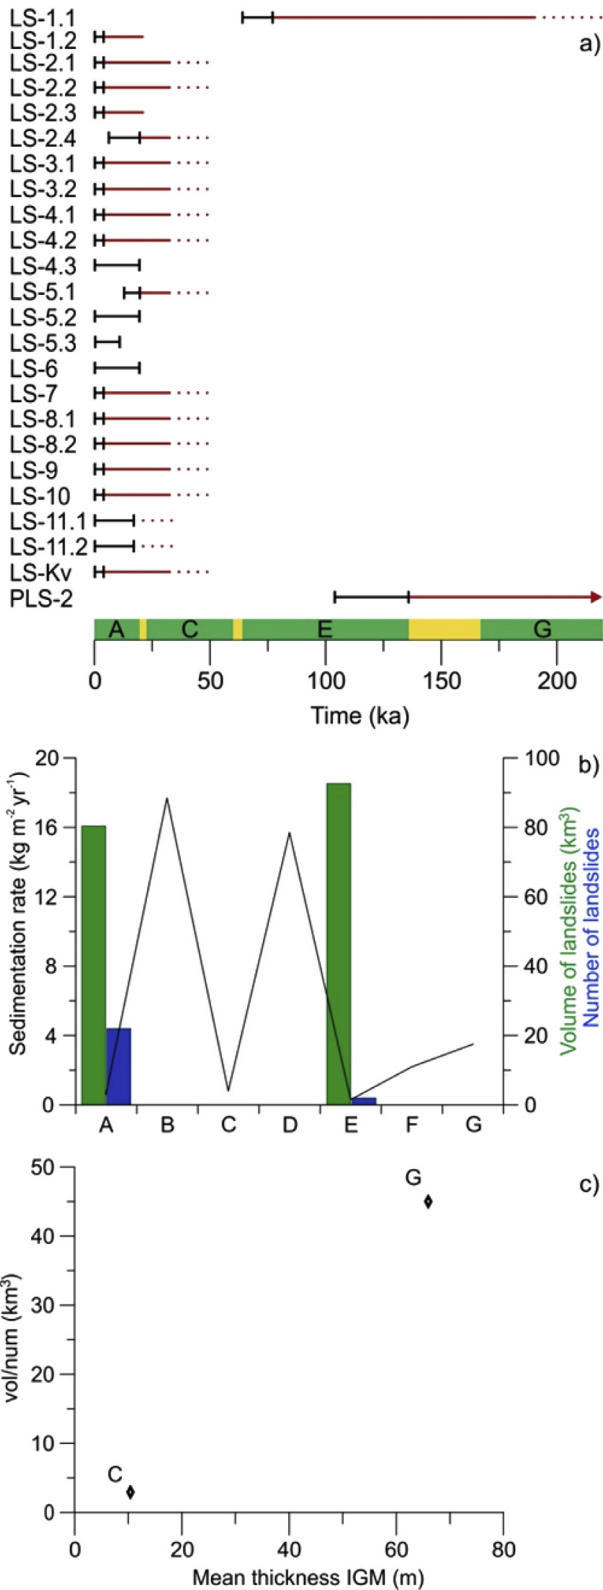 LS-1.1
LS-1.2
a)
LS-2.1
LS-2.2
LS-2.3
LS-2.4
LS-3.1
LS-3.2
LS-4.1
LS-4.2
LS-4.3
LS-5.1
LS-5.2
LS-5.3
LS-6
LS-7
LS-8.1
LS-8.2
LS-9
LS-10
LS-11.1
LS-11.2
LS-Kv
PLS-2
A C E G
0 50 100 150 200
Time (ka)
b)
Sedimentation rate (kg m⁻² yr⁻¹)
20
16
12
8
4
0
100
80
60
40
20
0
Volume of landslides (km³)
Number of landslides
A B C D E F G
c)
vol/num (km³)
50
40
30
20
10
0
G
C
0 20 40 60 80
Mean thickness IGM (m)